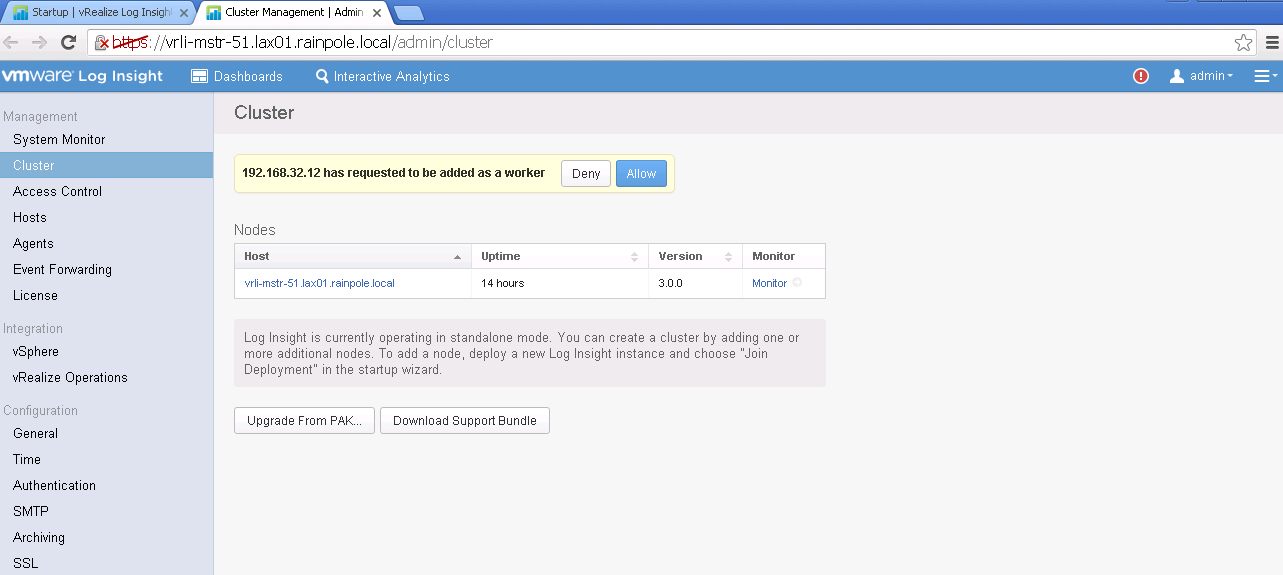 Startup | vRealize Log Insight
Cluster Management | Admin
https://vrli-mstr-51.lax01.rainpole.local/admin/cluster
vmware Log Insight Dashboards Interactive Analytics admin
Management
System Monitor
Cluster
Access Control
Hosts
Agents
Event Forwarding
License
Integration
vSphere
vRealize Operations
Configuration
General
Time
Authentication
SMTP
Archiving
SSL
Cluster
192.168.32.12 has requested to be added as a worker Deny Allow
Nodes
Host Uptime Version Monitor
vrli-mstr-51.lax01.rainpole.local 14 hours 3.0.0 Monitor
Log Insight is currently operating in standalone mode. You can create a cluster by adding one or
more additional nodes. To add a node, deploy a new Log Insight instance and choose "Join
Deployment" in the startup wizard.
Upgrade From PAK... Download Support Bundle